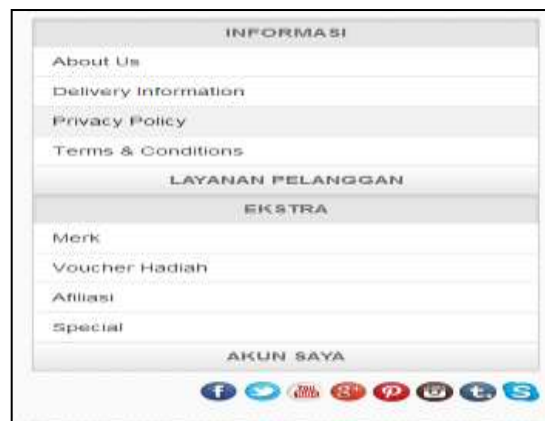 INFORMASI
About Us
Delivery Information
Privacy Policy
Terms & Conditions
LAYANAN PELANGGAN
EKSTRA
Merk
Voucher Hadiah
Afiliasi
Special
AKUN SAYA